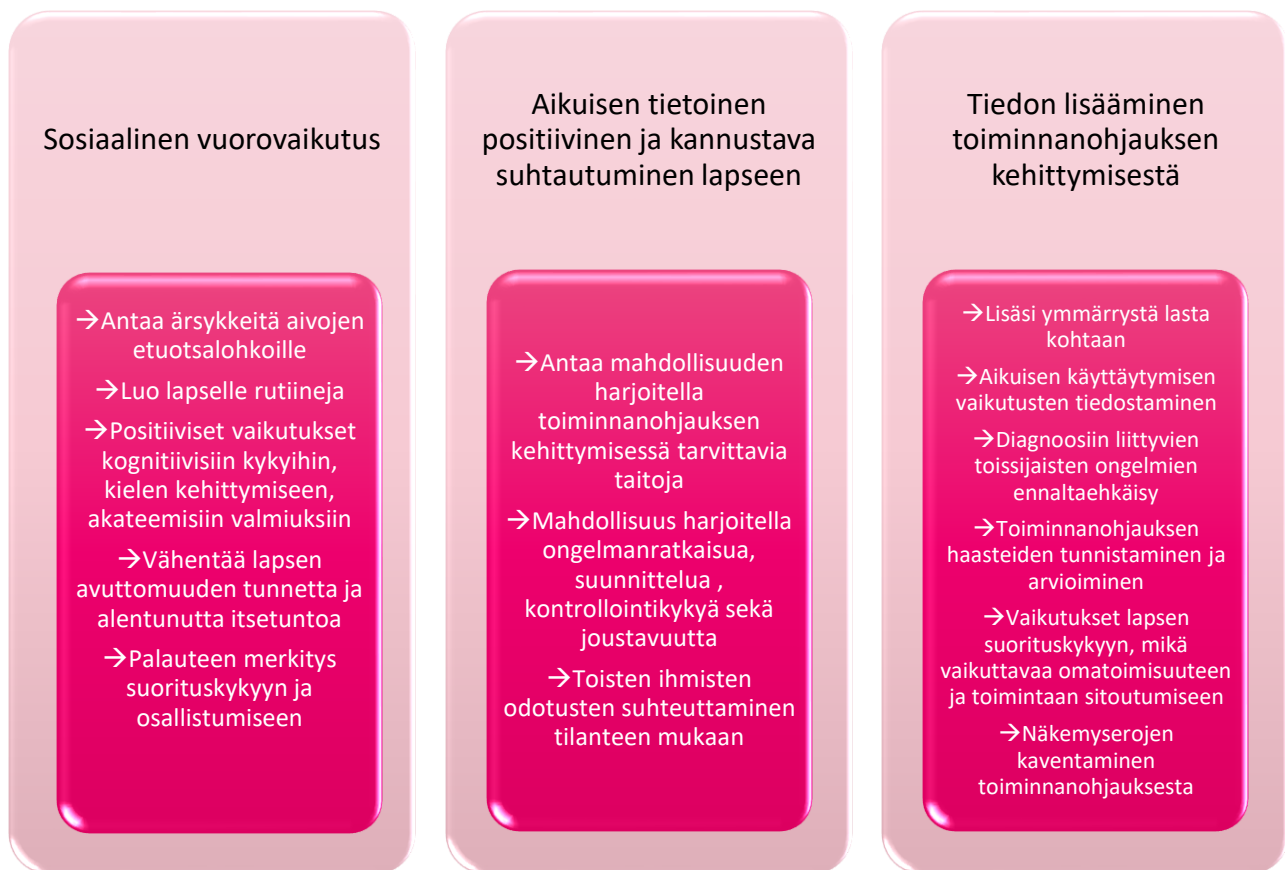 Sosiaalinen vuorovaikutus
→Antaa ärsykkeitä aivojen
etuotsalohkoille
→Luo lapselle rutiineja
→Positiiviset vaikutukset
kognitiivisiin kykyihin,
kielen kehittymiseen,
akateemisiin valmiuksiin
→Vähentää lapsen
avuttomuuden tunnetta ja
alentunutta itsetuntoa
→Palautteen merkitys
suorituskykyyn ja
osallistumiseen
Aikuisen tietoinen
positiivinen ja kannustava
suhtautuminen lapseen
→Antaa mahdollisuuden
harjoitella
toiminnanohjauksen
kehittymisessä tarvittavia
taitoja
→Mahdollisuus harjoitella
ongelmanratkaisua,
suunnittelua ,
kontrollointikykyä sekä
joustavuutta
→Toisten ihmisten
odotusten suhteuttaminen
tilanteen mukaan
Tiedon lisääminen
toiminnanohjauksen
kehittymisestä
→Lisäsi ymmärrystä lasta
kohtaan
→Aikuisen käyttäytymisen
vaikutusten tiedostaminen
→Diagnoosiin liittyvien
toissijaisten ongelmien
ennaltaehkäisy
→Toiminnanohjauksen
haasteiden tunnistaminen ja
arvioiminen
→Vaikutukset lapsen
suorituskykyyn, mikä
vaikuttavaa omatoimisuuteen
ja toimintaan sitoutumiseen
→Näkemyserojen
kaventaminen
toiminnanohjauksesta